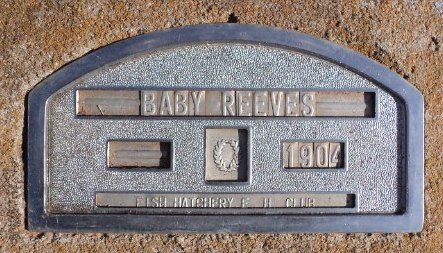 BABY REEVES
1904
FISH HATCHERY E. H. CLUB